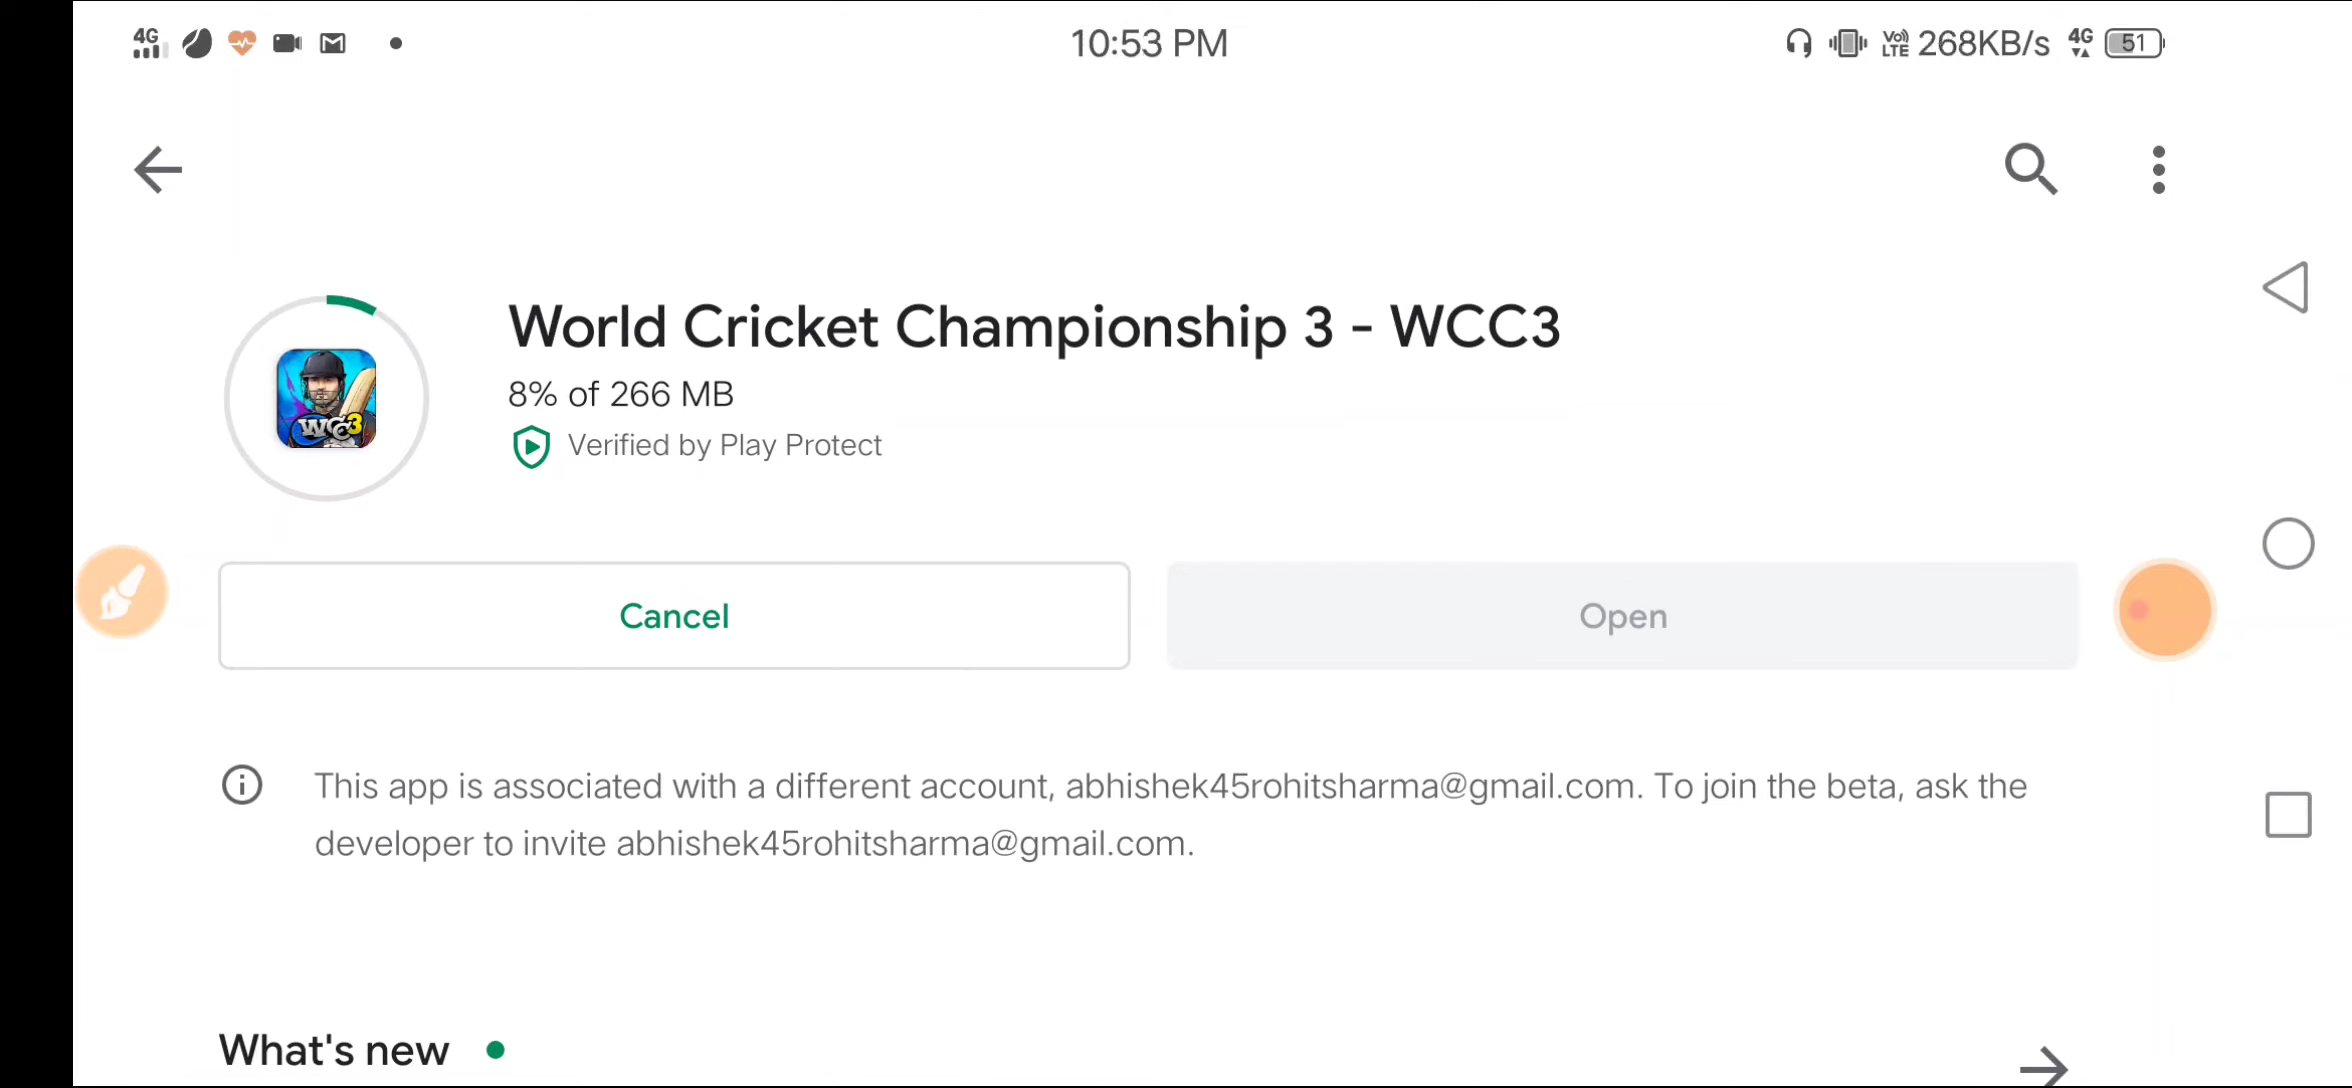 4G 10:53 PM Vo) LTE 268KB/s 4G 51
World Cricket Championship 3 - WCC3
8% of 266 MB
WCC3
Verified by Play Protect
Cancel Open
This app is associated with a different account, abhishek45rohitsharma@gmail.com. To join the beta, ask the
developer to invite abhishek45rohitsharma@gmail.com.
What's new